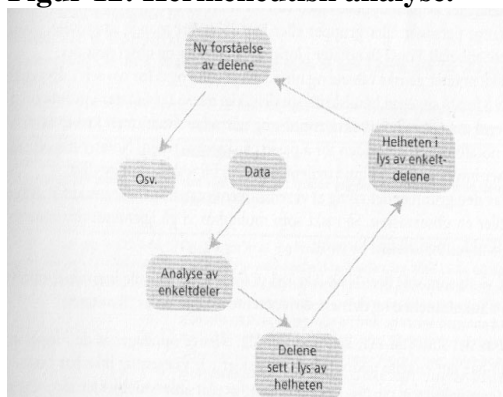 Figur 12: Hermeneutisk analyse.
Ny forståelse
av delene
Helheten i
lys av enkelt-
delene
Osv.
Data
Analyse av
enkeltdeler
Delene
sett i lys av
helheten